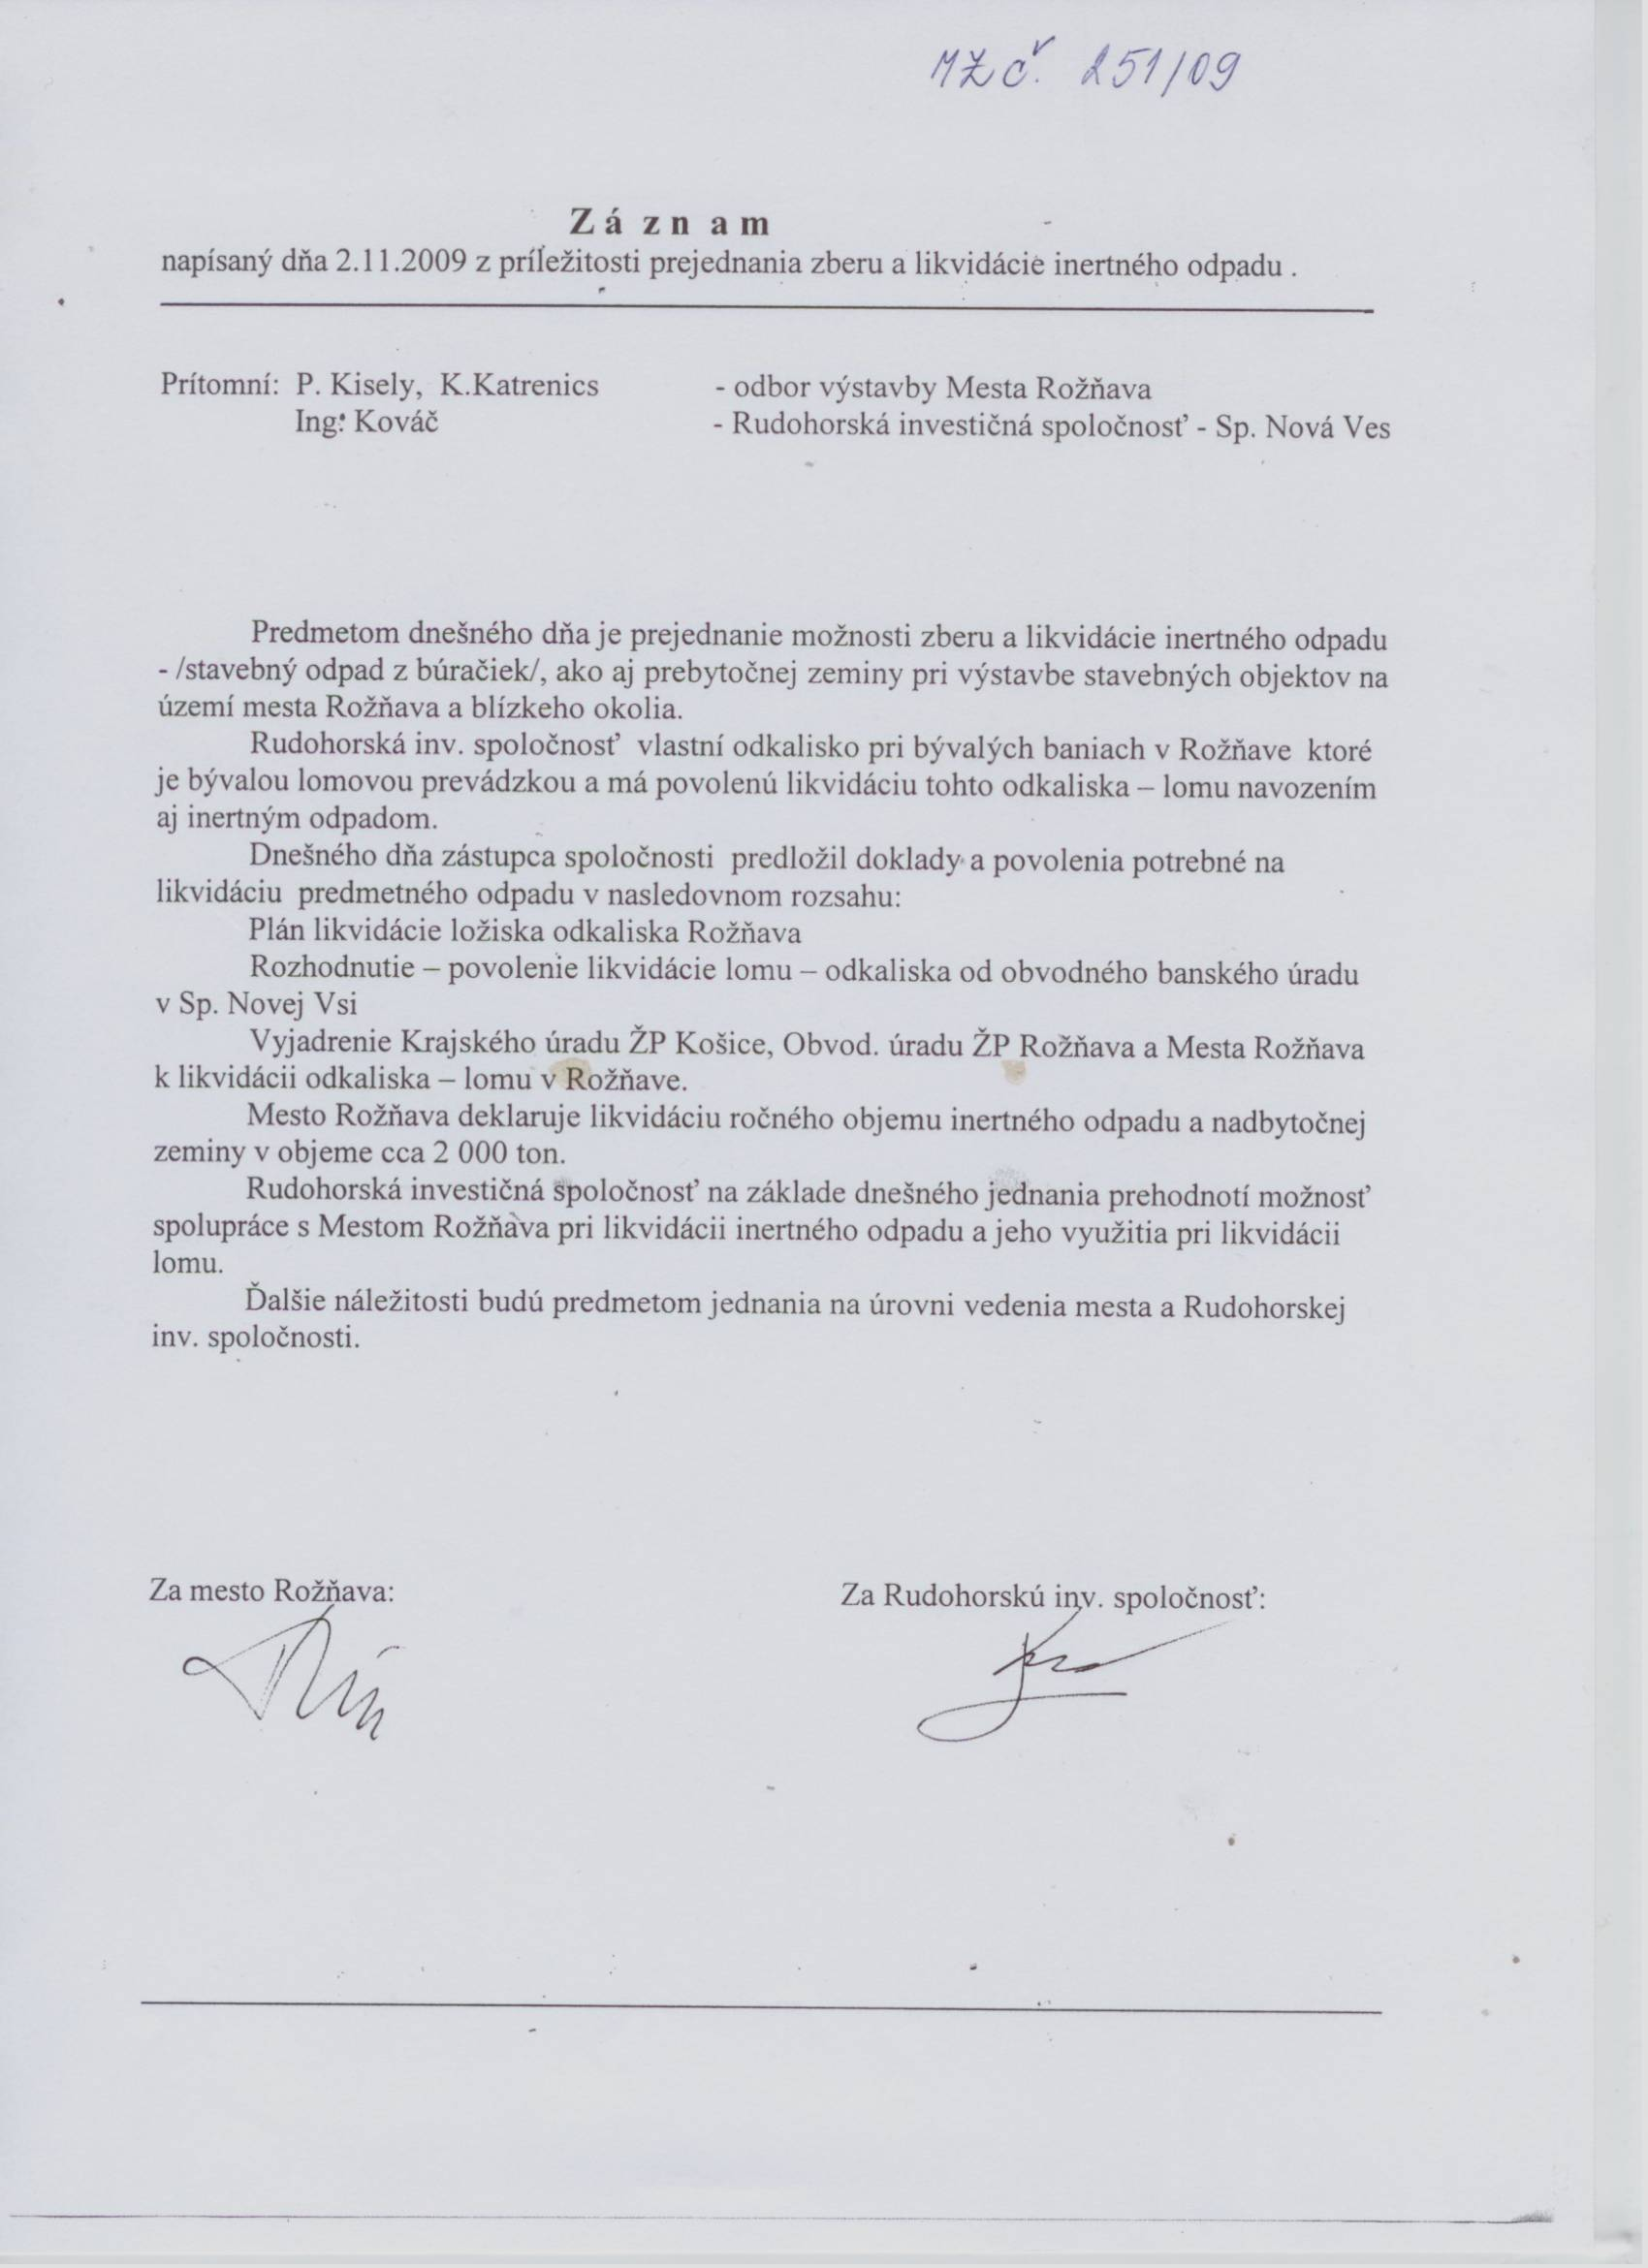 MZ č. 251/09
Z á z n a m
napísaný dňa 2.11.2009 z príležitosti prejednania zberu a likvidácie inertného odpadu .
Prítomní: P. Kisely, K.Katrenics - odbor výstavby Mesta Rožňava
Ing. Kováč - Rudohorská investičná spoločnosť - Sp. Nová Ves
Predmetom dnešného dňa je prejednanie možnosti zberu a likvidácie inertného odpadu
- /stavebný odpad z búračiek/, ako aj prebytočnej zeminy pri výstavbe stavebných objektov na
území mesta Rožňava a blízkeho okolia.
Rudohorská inv. spoločnosť vlastní odkalisko pri bývalých baniach v Rožňave ktoré
je bývalou lomovou prevádzkou a má povolenú likvidáciu tohto odkaliska – lomu navozením
aj inertným odpadom.
Dnešného dňa zástupca spoločnosti predložil doklady a povolenia potrebné na
likvidáciu predmetného odpadu v nasledovnom rozsahu:
Plán likvidácie ložiska odkaliska Rožňava
Rozhodnutie – povolenie likvidácie lomu – odkaliska od obvodného banského úradu
v Sp. Novej Vsi
Vyjadrenie Krajského úradu ŽP Košice, Obvod. úradu ŽP Rožňava a Mesta Rožňava
k likvidácii odkaliska – lomu v Rožňave.
Mesto Rožňava deklaruje likvidáciu ročného objemu inertného odpadu a nadbytočnej
zeminy v objeme cca 2 000 ton.
Rudohorská investičná spoločnosť na základe dnešného jednania prehodnotí možnosť
spolupráce s Mestom Rožňava pri likvidácii inertného odpadu a jeho využitia pri likvidácii
lomu.
Ďalšie náležitosti budú predmetom jednania na úrovni vedenia mesta a Rudohorskej
inv. spoločnosti.
Za mesto Rožňava: Za Rudohorskú inv. spoločnosť: